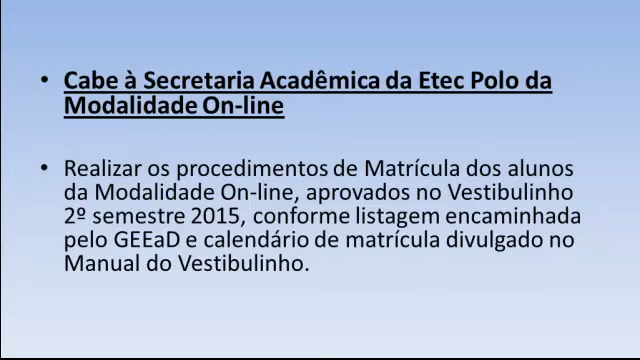 • Cabe à Secretaria Acadêmica da Etec Polo da
Modalidade On-line
• Realizar os procedimentos de Matrícula dos alunos
da Modalidade On-line, aprovados no Vestibulinho
2º semestre 2015, conforme listagem encaminhada
pelo GEEaD e calendário de matrícula divulgado no
Manual do Vestibulinho.